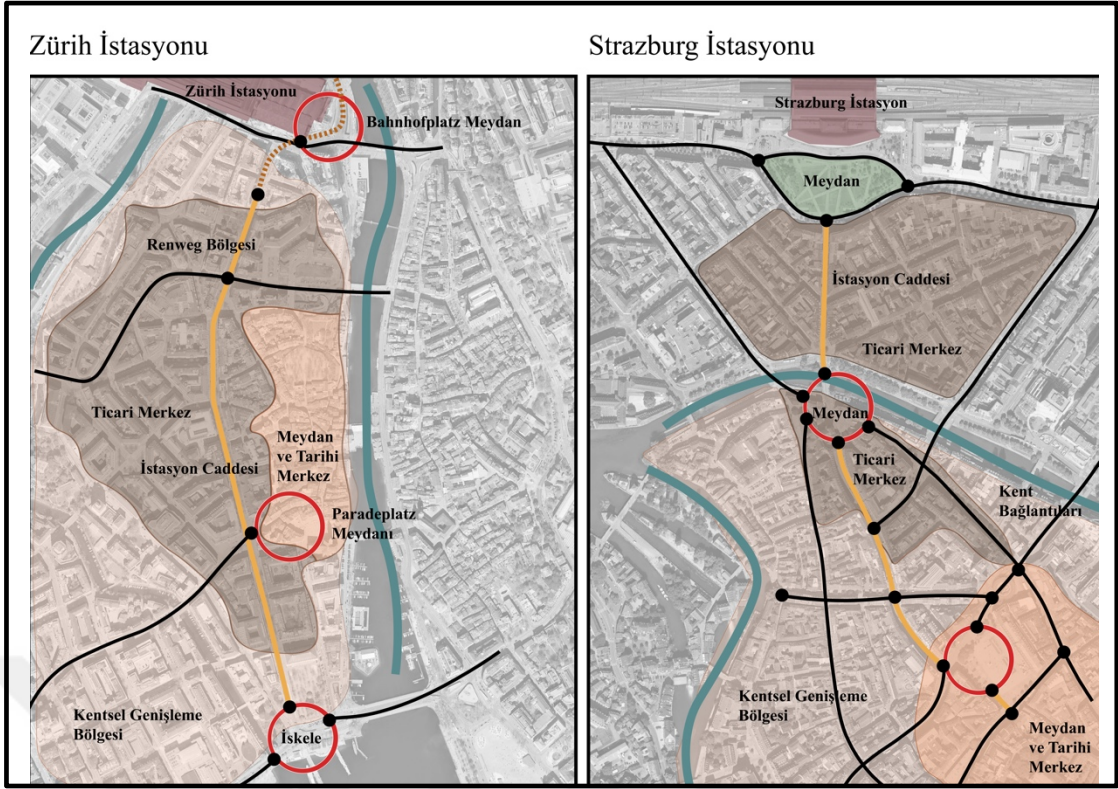 Zürih İstasyonu
Strazburg İstasyonu
Zürih İstasyonu
Bahnhofplatz Meydan
Renweg Bölgesi
Ticari Merkez
İstasyon Caddesi
Meydan
ve Tarihi
Merkez
Paradeplatz
Meydanı
Kentsel Genişleme
Bölgesi
İskele
Strazburg İstasyon
Meydan
İstasyon Caddesi
Ticari Merkez
Meydan
Ticari
Merkez
Kent
Bağlantıları
Kentsel Genişleme
Bölgesi
Meydan
ve Tarihi
Merkez